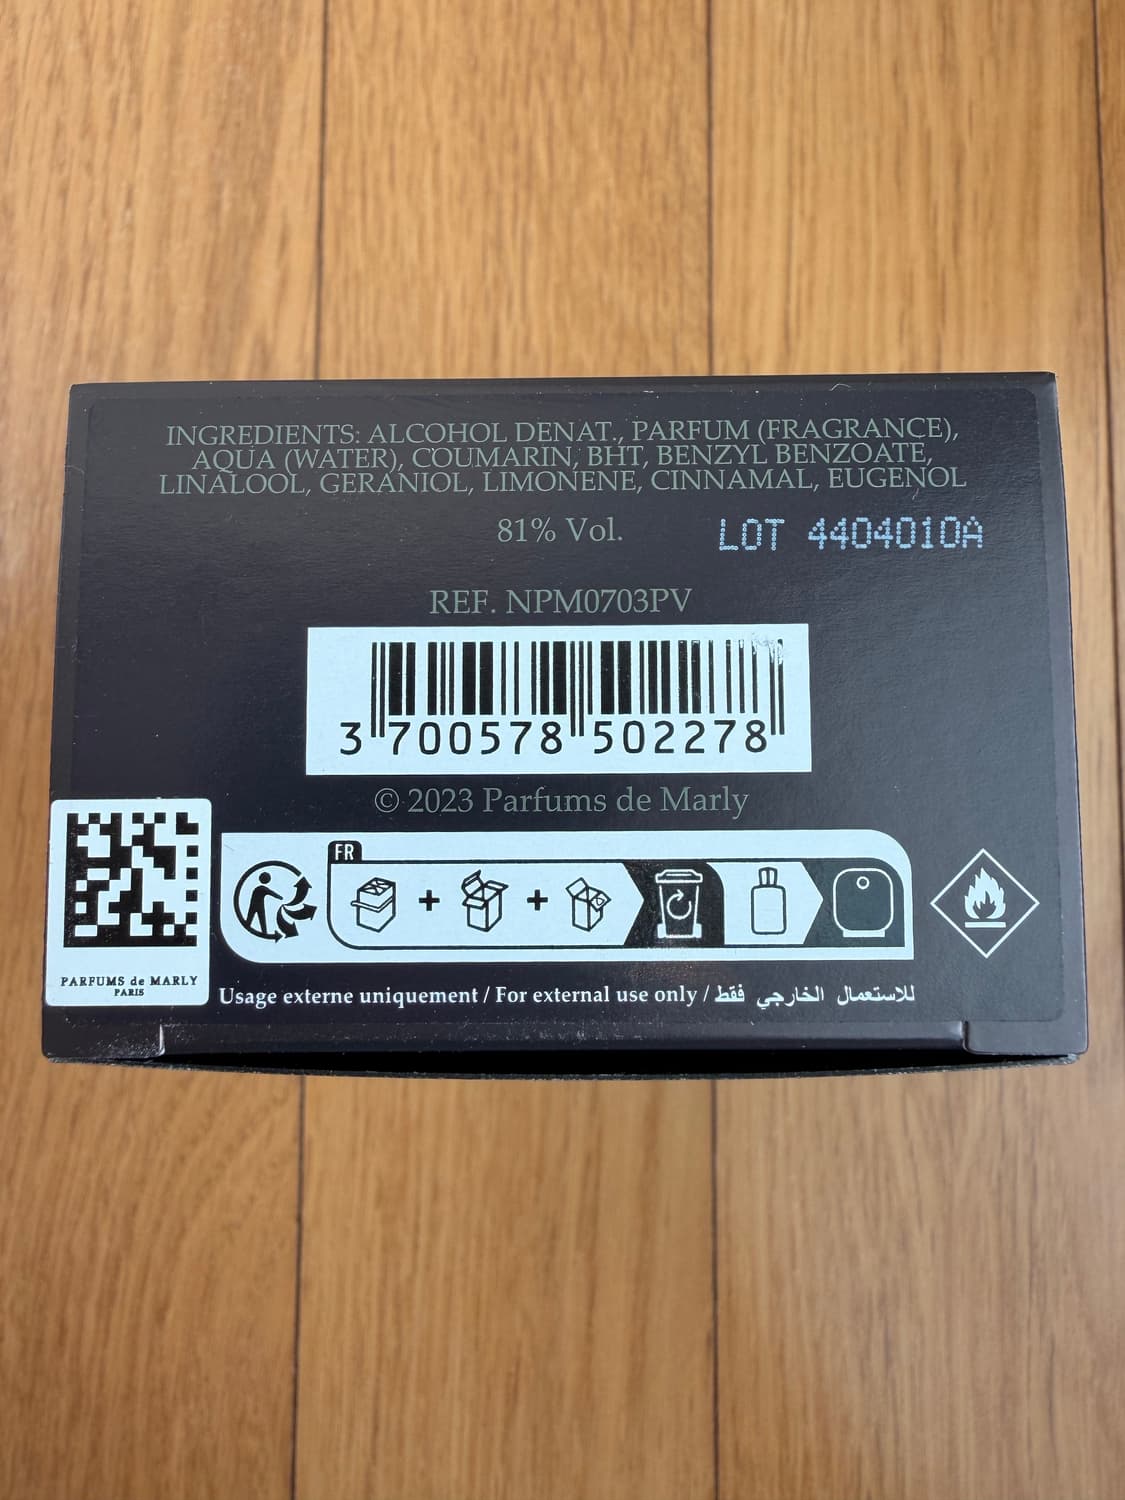 INGREDIENTS: ALCOHOL DENAT., PARFUM (FRAGRANCE),
AQUA (WATER), COUMARIN, BHT, BENZYL BENZOATE,
LINALOOL, GERANIOL, LIMONENE, CINNAMAL, EUGENOL
81% Vol.
LOT 4404010A
REF. NPM0703PV
3 700578 502278
© 2023 Parfums de Marly
FR
PARFUMS de MARLY
PARIS
Usage externe uniquement / For external use only / للاستعمال الخارجي فقط